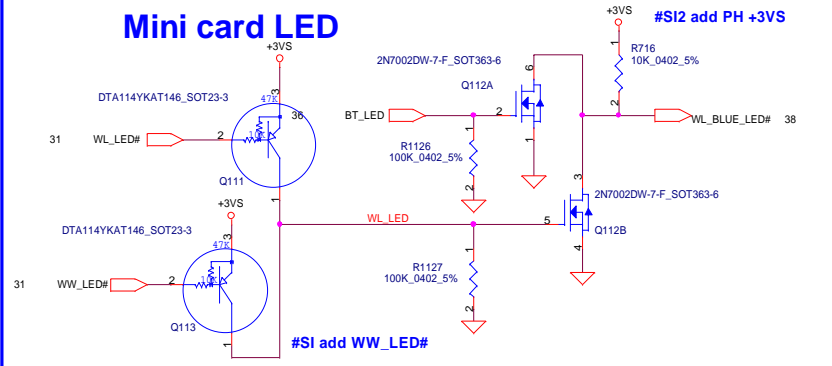 Mini card LED
#SI2 add PH +3VS
+3VS
+3VS
1
R716
10K_0402_5%
2
2N7002DW-7-F_SOT363-6
6
Q112A
DTA114YKAT146_SOT23-3
3
47K
36
BT_LED
2
1
WL_BLUE_LED#
38
31
WL_LED#
2
10K
Q111
1
1
R1126
100K_0402_5%
2
3
2N7002DW-7-F_SOT363-6
+3VS
WL_LED
5
Q112B
4
DTA114YKAT146_SOT23-3
3
47K
31
WW_LED#
2
10K
Q113
1
1
R1127
100K_0402_5%
2
#SI add WW_LED#